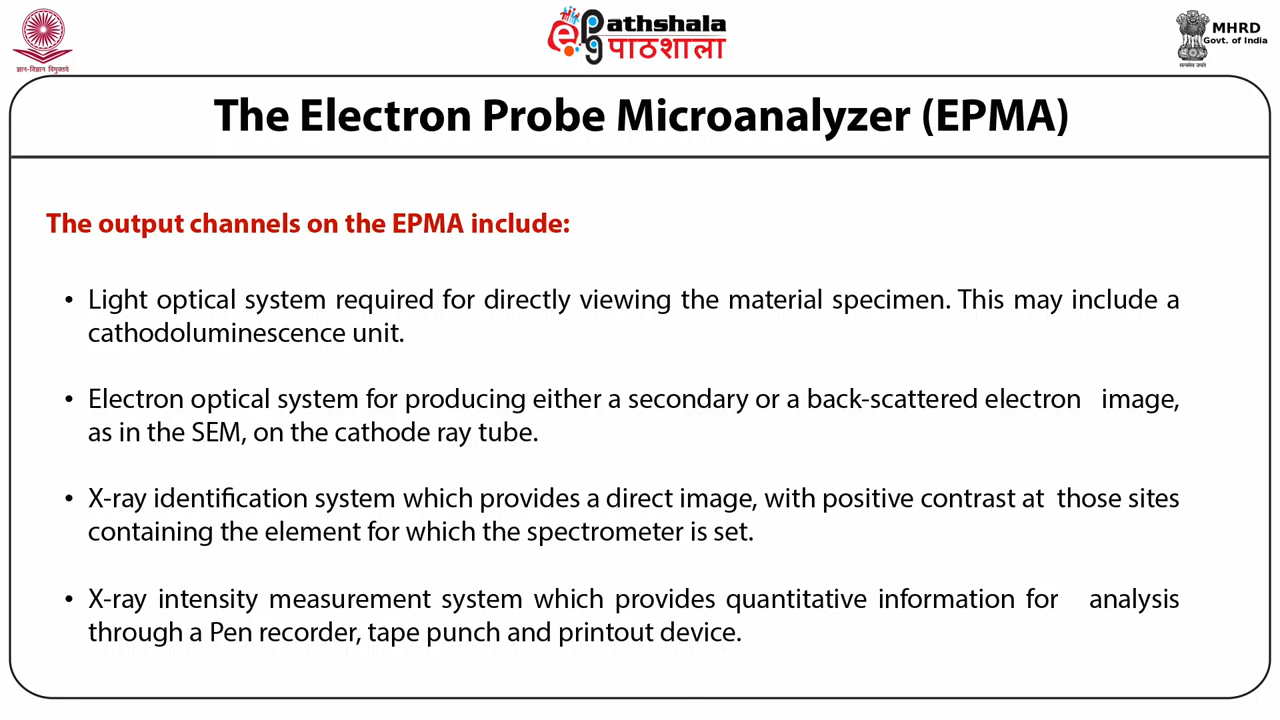 ज्ञान-विज्ञान विमुक्तये
ePathshala
पाठशाला
सत्यमेव जयते
MHRD
Govt. of India
The Electron Probe Microanalyzer (EPMA)
The output channels on the EPMA include:
• Light optical system required for directly viewing the material specimen. This may include a
cathodoluminescence unit.
• Electron optical system for producing either a secondary or a back-scattered electron image,
as in the SEM, on the cathode ray tube.
• X-ray identification system which provides a direct image, with positive contrast at those sites
containing the element for which the spectrometer is set.
• X-ray intensity measurement system which provides quantitative information for analysis
through a Pen recorder, tape punch and printout device.